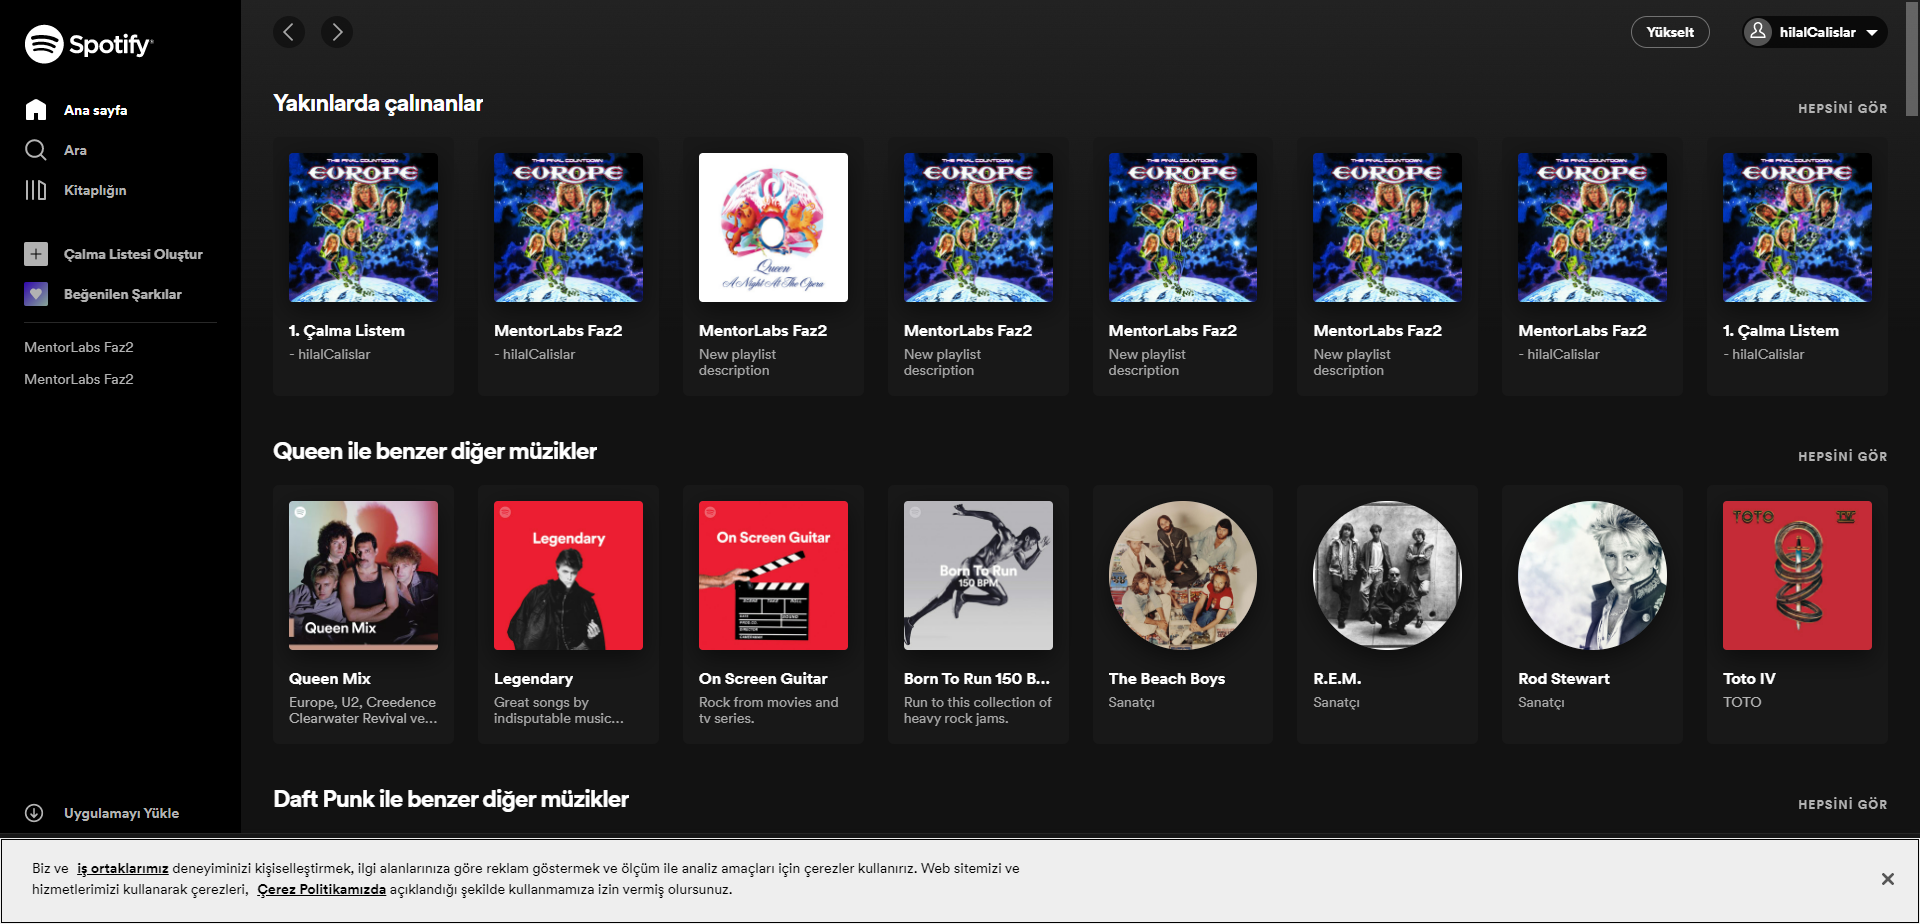 Spotify
Ana sayfa
Ara
Kitaplığın
Çalma Listesi Oluştur
Beğenilen Şarkılar
MentorLabs Faz2
MentorLabs Faz2
Uygulamayı Yükle
Yükselt
hilalCalislar
Yakınlarda çalınanlar
HEPSİNİ GÖR
THE FINAL COUNTDOWN
EUROPE
1. Çalma Listem
- hilalCalislar
THE FINAL COUNTDOWN
EUROPE
MentorLabs Faz2
- hilalCalislar
Queen
A Night At The Opera
MentorLabs Faz2
New playlist
description
THE FINAL COUNTDOWN
EUROPE
MentorLabs Faz2
New playlist
description
THE FINAL COUNTDOWN
EUROPE
MentorLabs Faz2
New playlist
description
THE FINAL COUNTDOWN
EUROPE
MentorLabs Faz2
New playlist
description
THE FINAL COUNTDOWN
EUROPE
MentorLabs Faz2
- hilalCalislar
THE FINAL COUNTDOWN
EUROPE
1. Çalma Listem
- hilalCalislar
Queen ile benzer diğer müzikler
HEPSİNİ GÖR
Queen Mix
Queen Mix
Europe, U2, Creedence
Clearwater Revival ve...
Legendary
Legendary
Great songs by
indisputable music...
On Screen Guitar
On Screen Guitar
Rock from movies and
tv series.
Born To Run
150 BPM
Born To Run 150 B...
Run to this collection of
heavy rock jams.
The Beach Boys
Sanatçı
R.E.M.
Sanatçı
Rod Stewart
Sanatçı
TOTO IV
Toto IV
TOTO
Daft Punk ile benzer diğer müzikler
HEPSİNİ GÖR
Biz ve iş ortaklarımız deneyiminizi kişiselleştirmek, ilgi alanlarınıza göre reklam göstermek ve ölçüm ile analiz amaçları için çerezler kullanırız. Web sitemizi ve
hizmetlerimizi kullanarak çerezleri, Çerez Politikamızda açıklandığı şekilde kullanmamıza izin vermiş olursunuz.